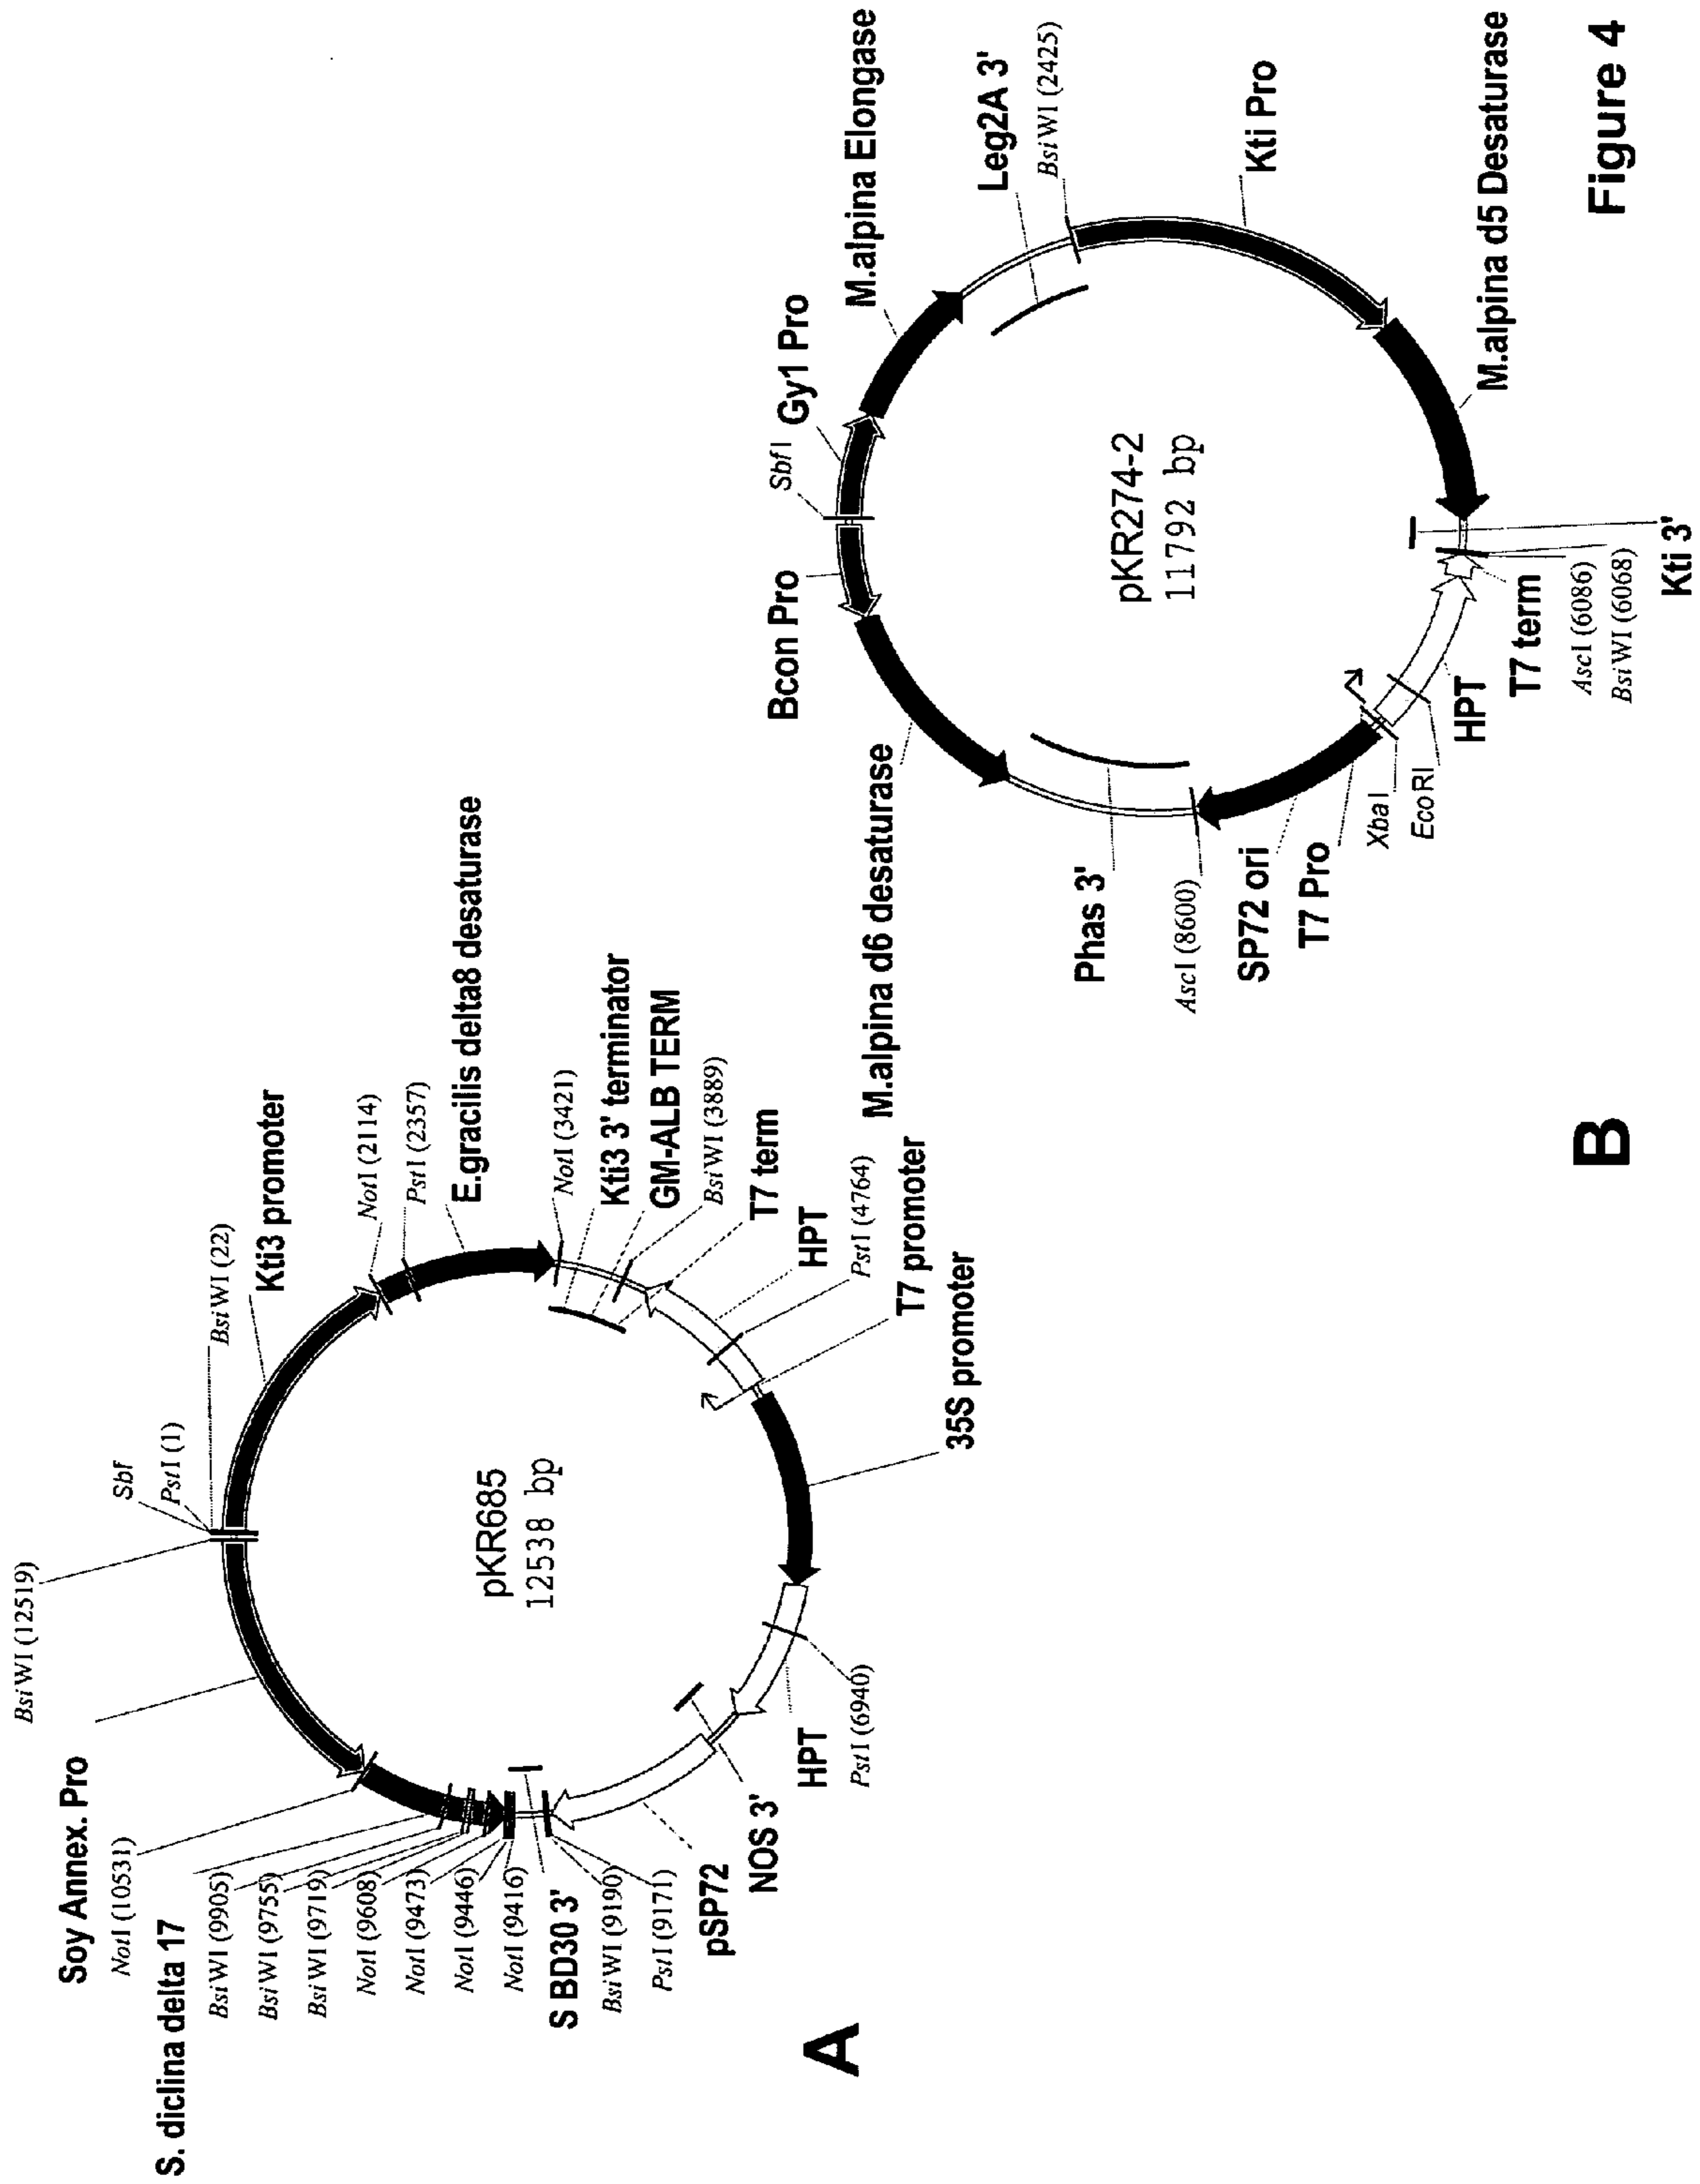 BsiWI (12519)
Sbf
PstI (1)
BsiWI (22)
Kti3 promoter
NotI (2114)
PstI (2357)
E.gracilis delta8 desaturase
NotI (3421)
Kti3 3' terminator
GM-ALB TERM
BsiWI (3889)
T7 term
HPT
PstI (4764)
T7 promoter
35S promoter
pKR685
12538 bp
Soy Annex. Pro
NotI (10531)
S. diclina delta 17
BsiWI (9905)
BsiWI (9755)
BsiWI (9719)
NotI (9608)
NotI (9473)
NotI (9446)
NotI (9416)
S BD30 3'
BsiWI (9190)
PstI (9171)
pSP72
NOS 3'
HPT
PstI (6940)
A
Bcon Pro
SbfI
Gy1 Pro
M.alpina Elongase
Leg2A 3'
BsiWI (2425)
Kti Pro
M.alpina d5 Desaturase
pKR274-2
11792 bp
M.alpina d6 desaturase
Phas 3'
AscI (8600)
SP72 ori
T7 Pro
XbaI
EcoRI
HPT
T7 term
AscI (6086)
BsiWI (6068)
Kti 3'
B
Figure 4